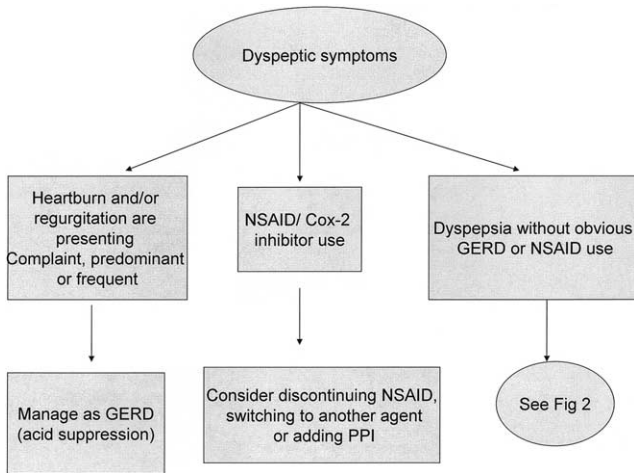 Dyspeptic symptoms
Heartburn and/or
regurgitation are
presenting
Complaint, predominant
or frequent
NSAID/ Cox-2
inhibitor use
Dyspepsia without obvious
GERD or NSAID use
Manage as GERD
(acid suppression)
Consider discontinuing NSAID,
switching to another agent
or adding PPI
See Fig 2